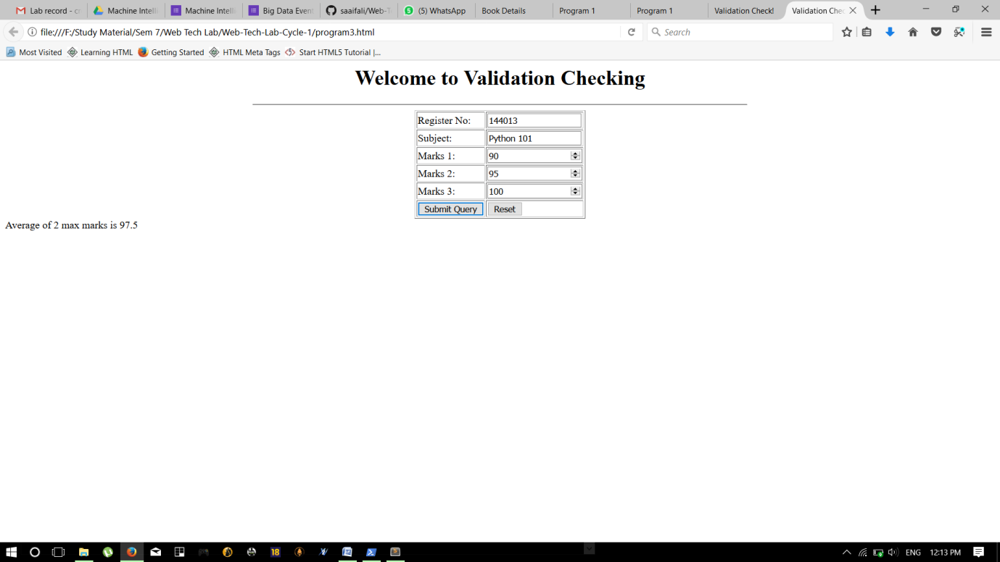 Lab record - cr
Machine Intelli
Machine Intelli
Big Data Event
saaifali/Web-T
(5) WhatsApp
Book Details
Program 1
Program 1
Validation Check!
Validation Chec
file:///F:/Study Material/Sem 7/Web Tech Lab/Web-Tech-Lab-Cycle-1/program3.html
Search
Most Visited
Learning HTML
Getting Started
HTML Meta Tags
Start HTML5 Tutorial |...
Welcome to Validation Checking
Register No: 144013
Subject: Python 101
Marks 1: 90
Marks 2: 95
Marks 3: 100
Submit Query Reset
Average of 2 max marks is 97.5
18
ENG
12:13 PM